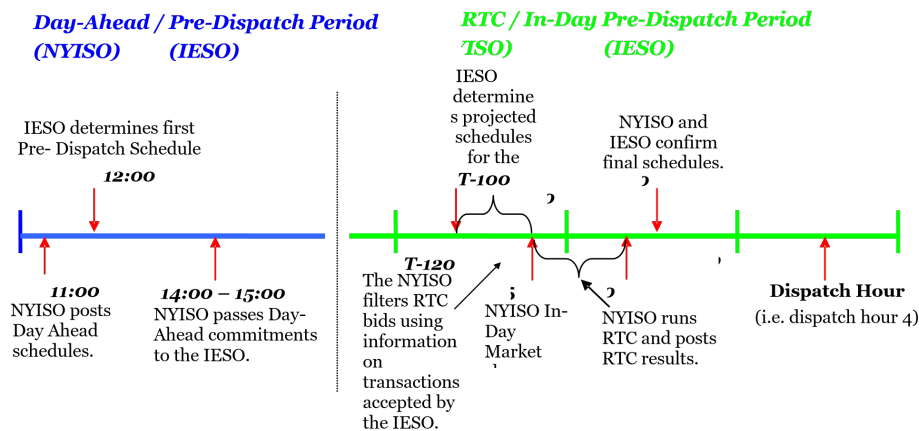 Day-Ahead / Pre-Dispatch Period
(NYISO) (IESO)
RTC / In-Day Pre-Dispatch Period
(IESO)
IESO determines first
Pre- Dispatch Schedule
12:00
11:00
NYISO posts
Day Ahead
schedules.
14:00 – 15:00
NYISO passes Day-
Ahead commitments
to the IESO.
IESO
determine
s projected
schedules
for the
T-100
NYISO and
IESO confirm
final schedules.
T-120
The NYISO
filters RTC
bids using
information
on
transactions
accepted by
the IESO.
NYISO In-
Day
Market
NYISO runs
RTC and posts
RTC results.
Dispatch Hour
(i.e. dispatch hour 4)